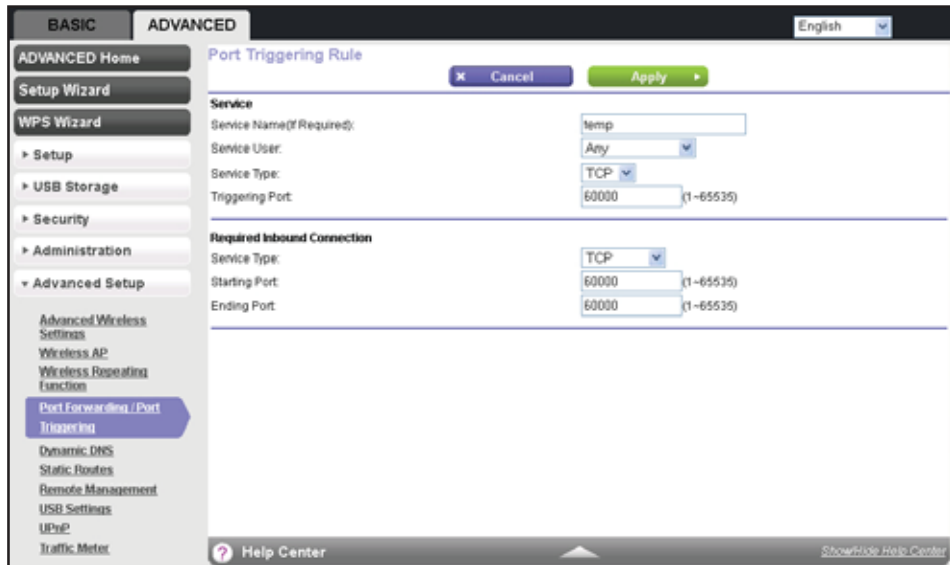 BASIC
ADVANCED
English
ADVANCED Home
Setup Wizard
WPS Wizard
Setup
USB Storage
Security
Administration
Advanced Setup
Advanced Wireless
Settings
Wireless AP
Wireless Repeating
Function
Port Forwarding / Port
Triggering
Dynamic DNS
Static Routes
Remote Management
USB Settings
UPnP
Traffic Meter
Port Triggering Rule
Cancel
Apply
Service
Service Name(If Required): temp
Service User: Any
Service Type: TCP
Triggering Port: 60000 (1~65535)
Required Inbound Connection
Service Type: TCP
Starting Port: 60000 (1~65535)
Ending Port: 60000 (1~65535)
? Help Center
Show/Hide Help Center